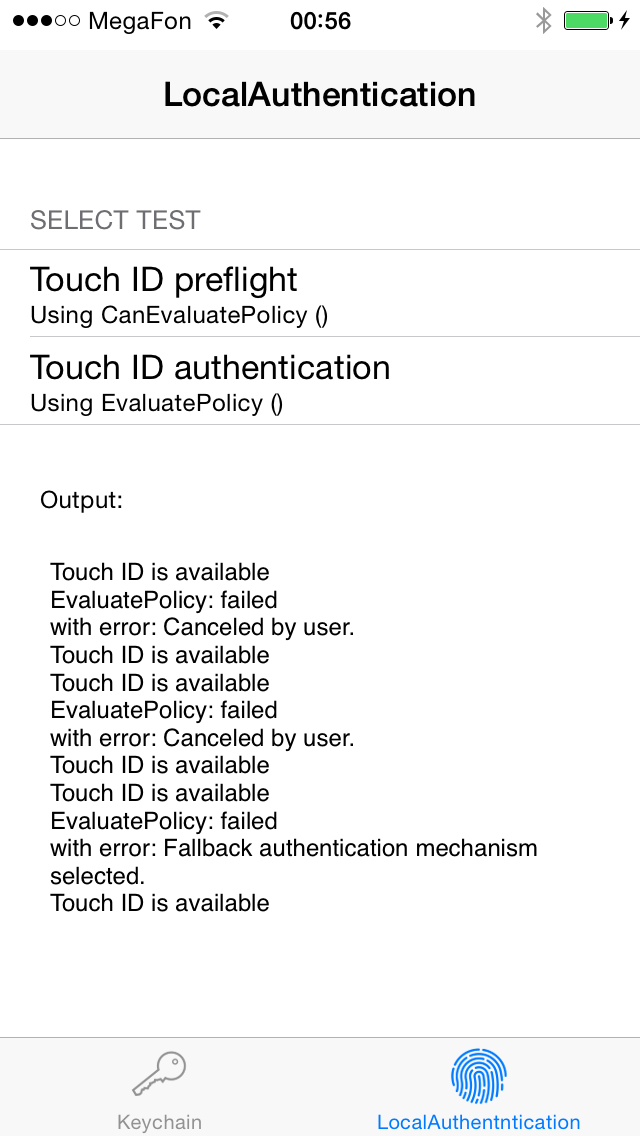 MegaFon 00:56
LocalAuthentication
SELECT TEST
Touch ID preflight
Using CanEvaluatePolicy ()
Touch ID authentication
Using EvaluatePolicy ()
Output:
Touch ID is available
EvaluatePolicy: failed
with error: Canceled by user.
Touch ID is available
Touch ID is available
EvaluatePolicy: failed
with error: Canceled by user.
Touch ID is available
Touch ID is available
EvaluatePolicy: failed
with error: Fallback authentication mechanism
selected.
Touch ID is available
Keychain LocalAuthentntication